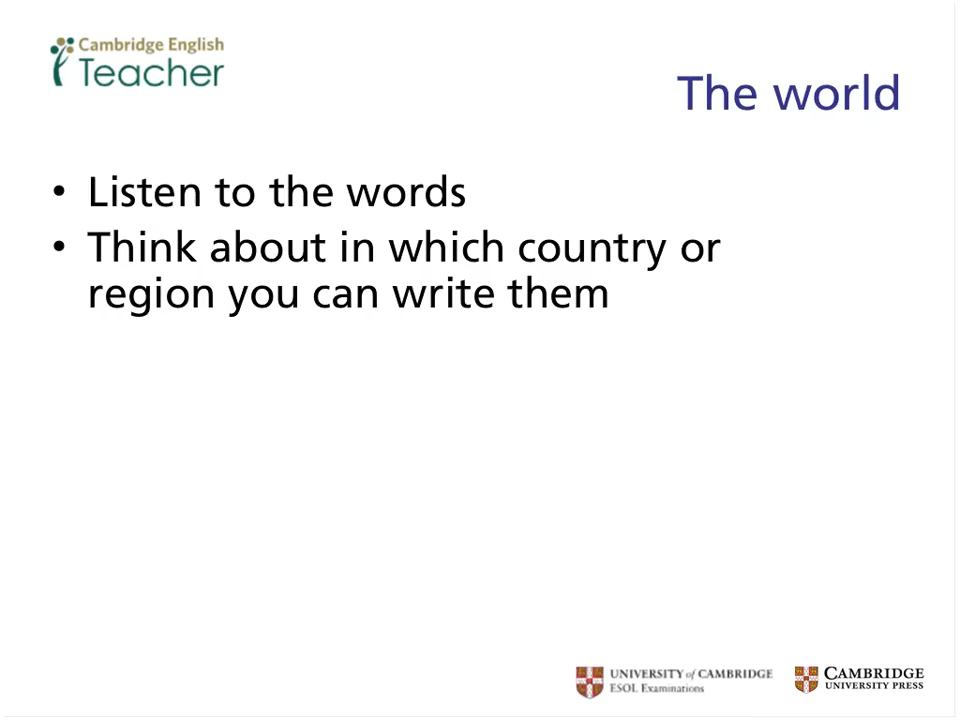 Cambridge English
Teacher
The world
• Listen to the words
• Think about in which country or
region you can write them
UNIVERSITY of CAMBRIDGE
ESOL Examinations
CAMBRIDGE
UNIVERSITY PRESS